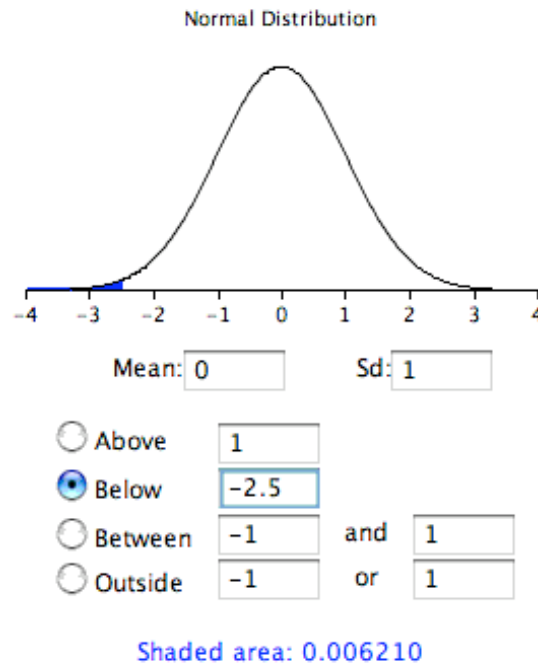 Normal Distribution
-4 -3 -2 -1 0 1 2 3 4
Mean: 0 Sd: 1
Above 1
Below -2.5
Between -1 and 1
Outside -1 or 1
Shaded area: 0.006210